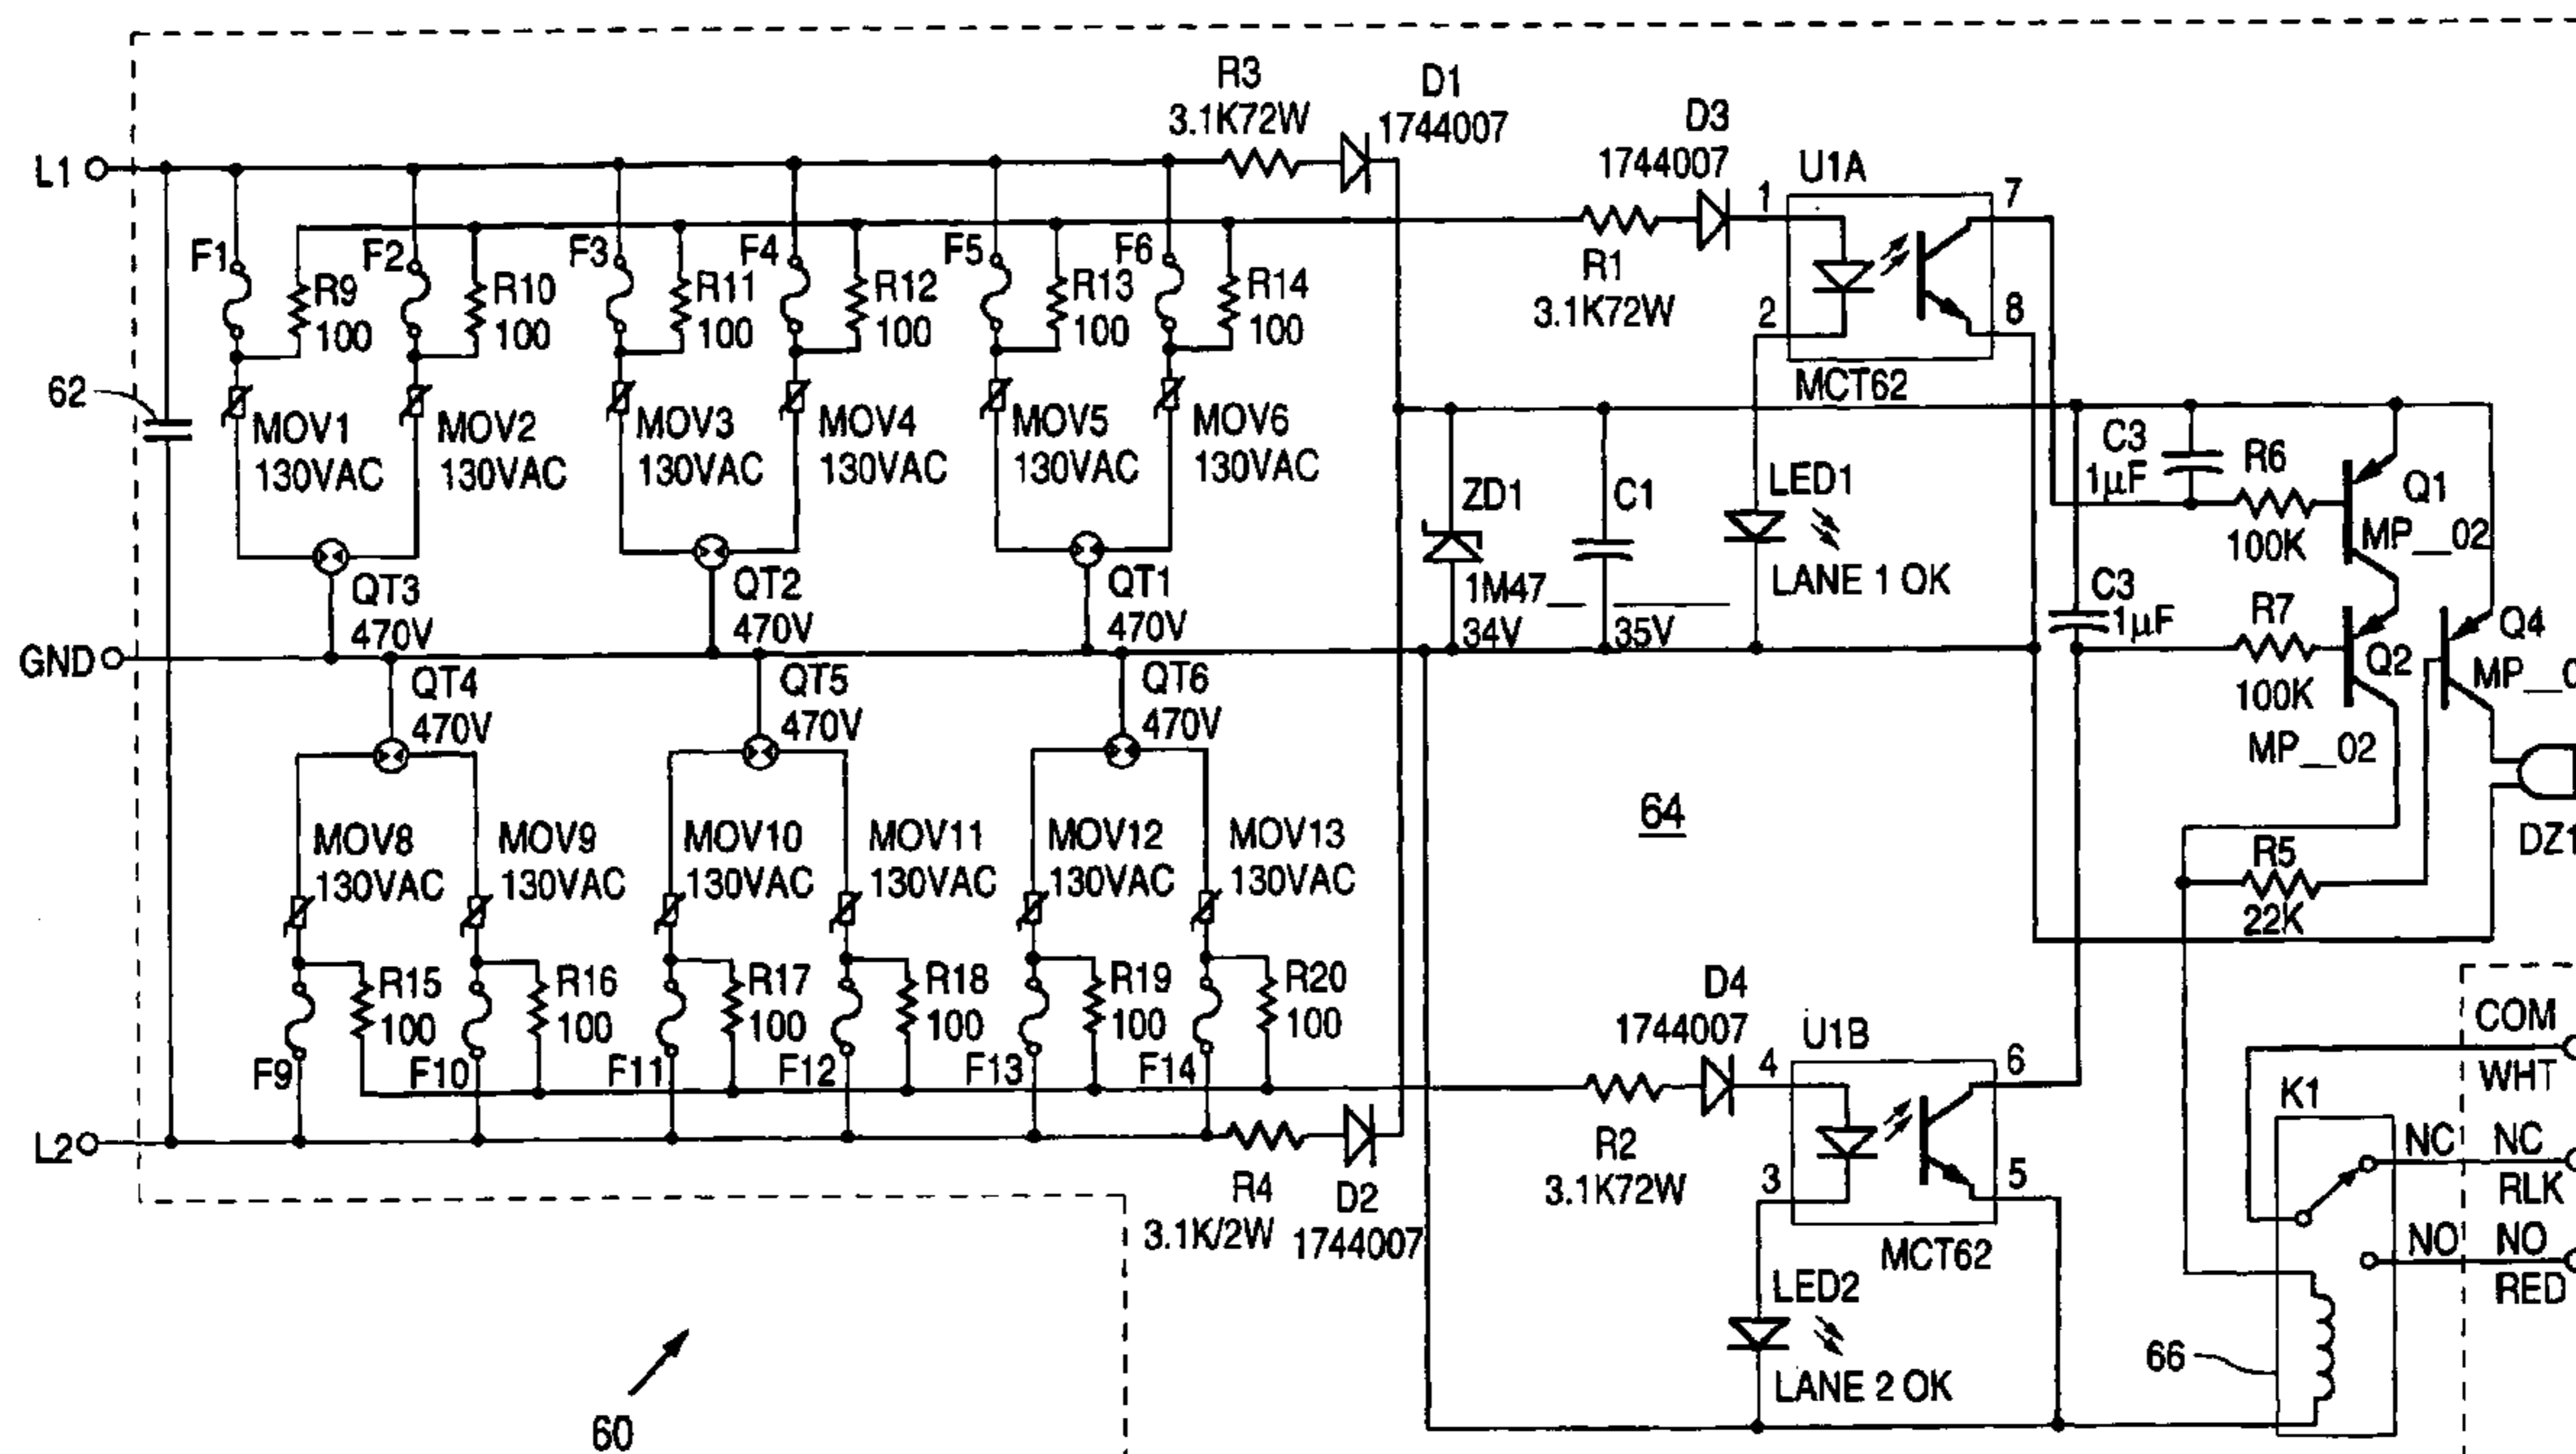 R3
3.1K72W
D1
1744007
D3
1744007
U1A
L1
1
7
F1
R9
100
F2
R10
100
F3
R11
100
F4
R12
100
F5
R13
100
F6
R14
100
R1
3.1K72W
2
8
MCT62
62
MOV1
130VAC
MOV2
130VAC
MOV3
130VAC
MOV4
130VAC
MOV5
130VAC
MOV6
130VAC
ZD1
1M47__
34V
C1
35V
LED1
LANE 1 OK
C3
1µF
R6
100K
Q1
MP__02
C3
1µF
R7
100K
Q2
MP__02
Q4
MP__0
QT3
470V
QT2
470V
QT1
470V
GND
QT4
470V
QT5
470V
QT6
470V
64
DZ1
R5
22K
MOV8
130VAC
MOV9
130VAC
MOV10
130VAC
MOV11
130VAC
MOV12
130VAC
MOV13
130VAC
R15
100
R16
100
R17
100
R18
100
R19
100
R20
100
F9
F10
F11
F12
F13
F14
D4
1744007
U1B
4
6
COM
WHT
K1
L2
R4
3.1K/2W
D2
1744007
R2
3.1K72W
3
5
MCT62
NC
NC
RLK
NO
NO
RED
LED2
LANE 2 OK
66
60